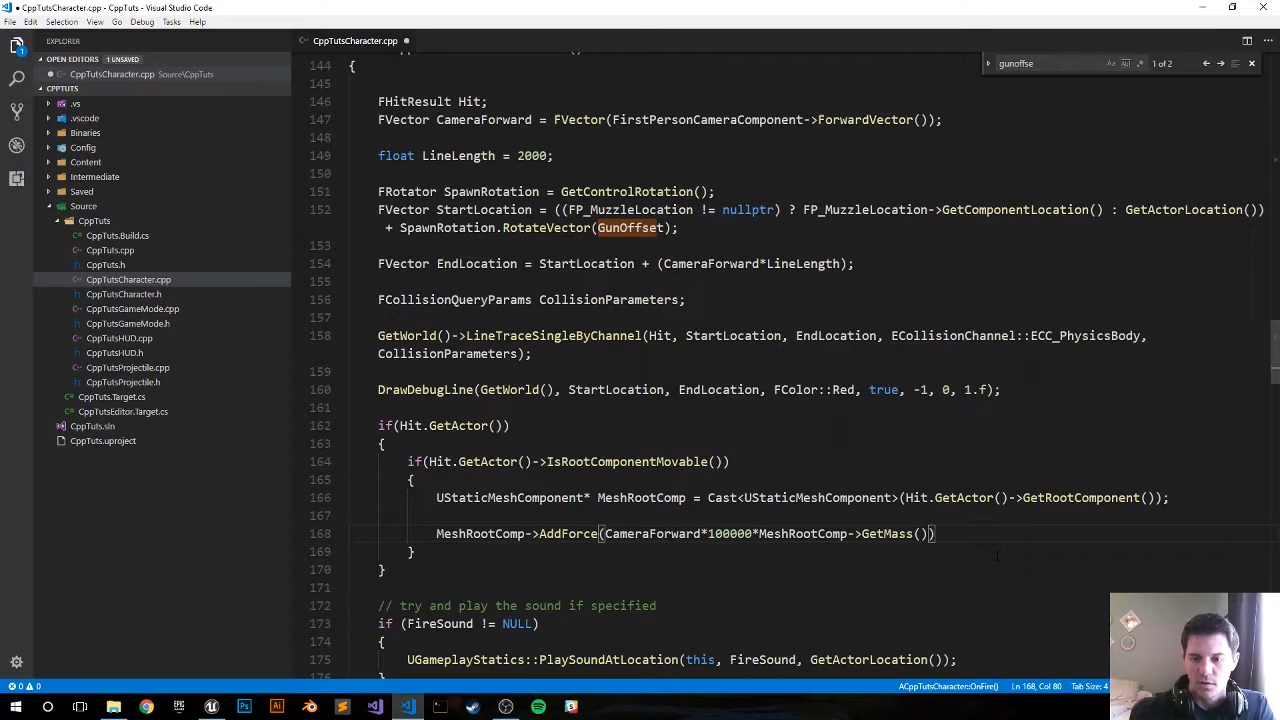 ● CppTutsCharacter.cpp - CppTuts - Visual Studio Code
File Edit Selection View Go Debug Tasks Help
EXPLORER
OPEN EDITORS 1 UNSAVED
CppTutsCharacter.cpp Source\CppTuts
CPPTUTS
.vs
.vscode
Binaries
Config
Content
Intermediate
Saved
Source
CppTuts
CppTuts.Build.cs
CppTuts.cpp
CppTuts.h
CppTutsCharacter.cpp
CppTutsCharacter.h
CppTutsGameMode.cpp
CppTutsGameMode.h
CppTutsHUD.cpp
CppTutsHUD.h
CppTutsProjectile.cpp
CppTutsProjectile.h
CppTuts.Target.cs
CppTutsEditor.Target.cs
CppTuts.sln
CppTuts.uproject
CppTutsCharacter.cpp
gunoffse
1 of 2
144 {
145
146 FHitResult Hit;
147 FVector CameraForward = FVector(FirstPersonCameraComponent->ForwardVector());
148
149 float LineLength = 2000;
150
151 FRotator SpawnRotation = GetControlRotation();
152 FVector StartLocation = ((FP_MuzzleLocation != nullptr) ? FP_MuzzleLocation->GetComponentLocation() : GetActorLocation())
+ SpawnRotation.RotateVector(GunOffset);
153
154 FVector EndLocation = StartLocation + (CameraForward*LineLength);
155
156 FCollisionQueryParams CollisionParameters;
157
158 GetWorld()->LineTraceSingleByChannel(Hit, StartLocation, EndLocation, ECollisionChannel::ECC_PhysicsBody,
CollisionParameters);
159
160 DrawDebugLine(GetWorld(), StartLocation, EndLocation, FColor::Red, true, -1, 0, 1.f);
161
162 if(Hit.GetActor())
163 {
164 if(Hit.GetActor()->IsRootComponentMovable())
165 {
166 UStaticMeshComponent* MeshRootComp = Cast<UStaticMeshComponent>(Hit.GetActor()->GetRootComponent());
167
168 MeshRootComp->AddForce(CameraForward*100000*MeshRootComp->GetMass())
169 }
170 }
171
172 // try and play the sound if specified
173 if (FireSound != NULL)
174 {
175 UGameplayStatics::PlaySoundAtLocation(this, FireSound, GetActorLocation());
0 0
ACppTutsCharacter::OnFire() Ln 168, Col 80 Tab Size: 4